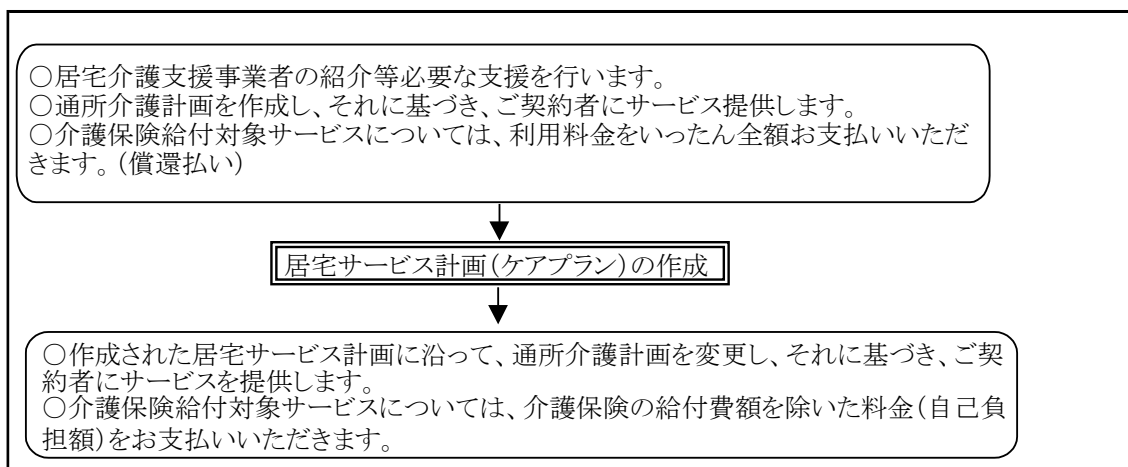 ○居宅介護支援事業者の紹介等必要な支援を行います。
○通所介護計画を作成し、それに基づき、ご契約者にサービス提供します。
○介護保険給付対象サービスについては、利用料金をいったん全額お支払いいただ
きます。(償還払い)
居宅サービス計画(ケアプラン)の作成
○作成された居宅サービス計画に沿って、通所介護計画を変更し、それに基づき、ご契
約者にサービスを提供します。
○介護保険給付対象サービスについては、介護保険の給付費額を除いた料金(自己負
担額)をお支払いいただきます。